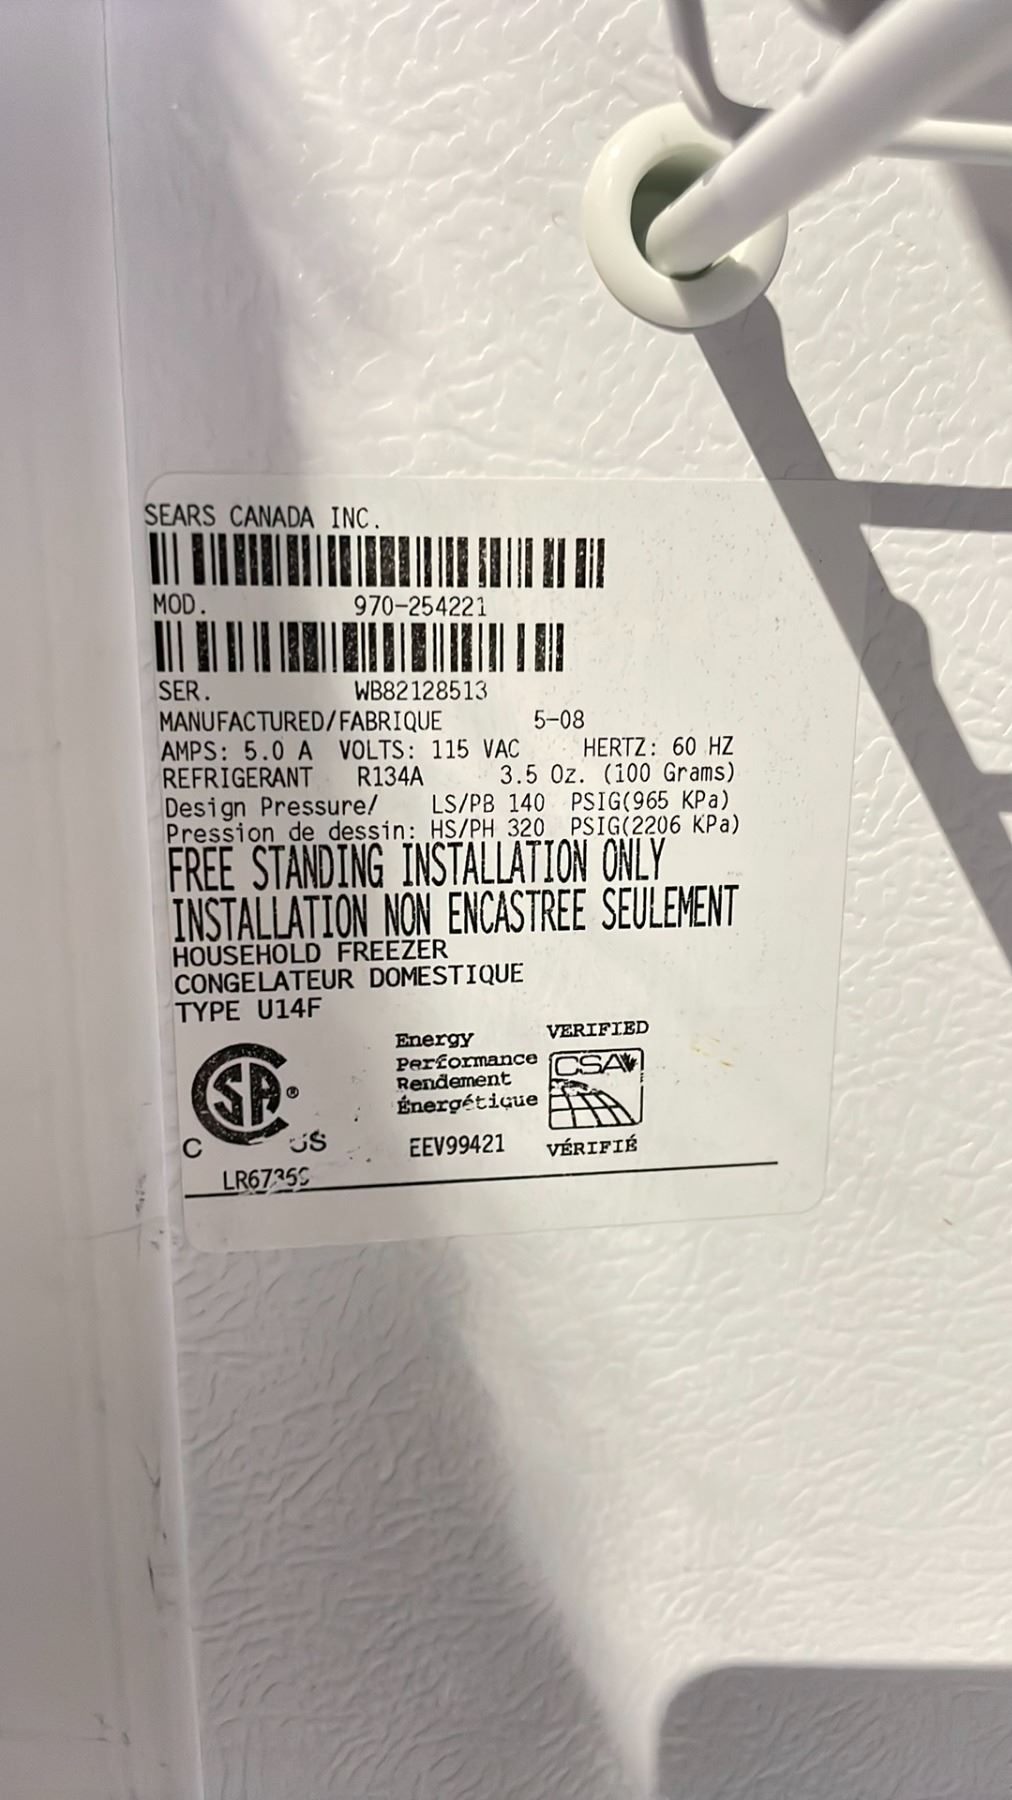 SEARS CANADA INC.
MOD. 970-254221
SER. WB82128513
MANUFACTURED/FABRIQUE 5-08
AMPS: 5.0 A VOLTS: 115 VAC HERTZ: 60 HZ
REFRIGERANT R134A 3.5 Oz. (100 Grams)
Design Pressure/ LS/PB 140 PSIG(965 KPa)
Pression de dessin: HS/PH 320 PSIG(2206 KPa)
FREE STANDING INSTALLATION ONLY
INSTALLATION NON ENCASTREE SEULEMENT
HOUSEHOLD FREEZER
CONGELATEUR DOMESTIQUE
TYPE U14F
Energy
Performance
Rendement
Énergétique
EEV99421
VERIFIED
CSA
VÉRIFIÉ
SA®
C US